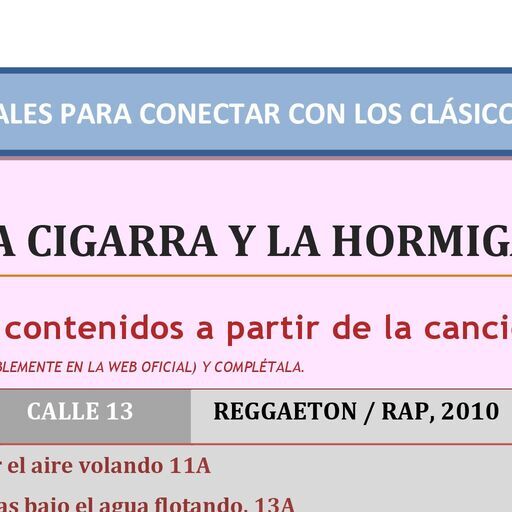 ALES PARA CONECTAR CON LOS CLÁSICO
A CIGARRA Y LA HORMIGA
contenidos a partir de la canci
BLEMENTE EN LA WEB OFICIAL) Y COMPLÉTALA.
CALLE 13 REGGAETON / RAP, 2010
r el aire volando 11A
as bajo el agua flotando. 13A